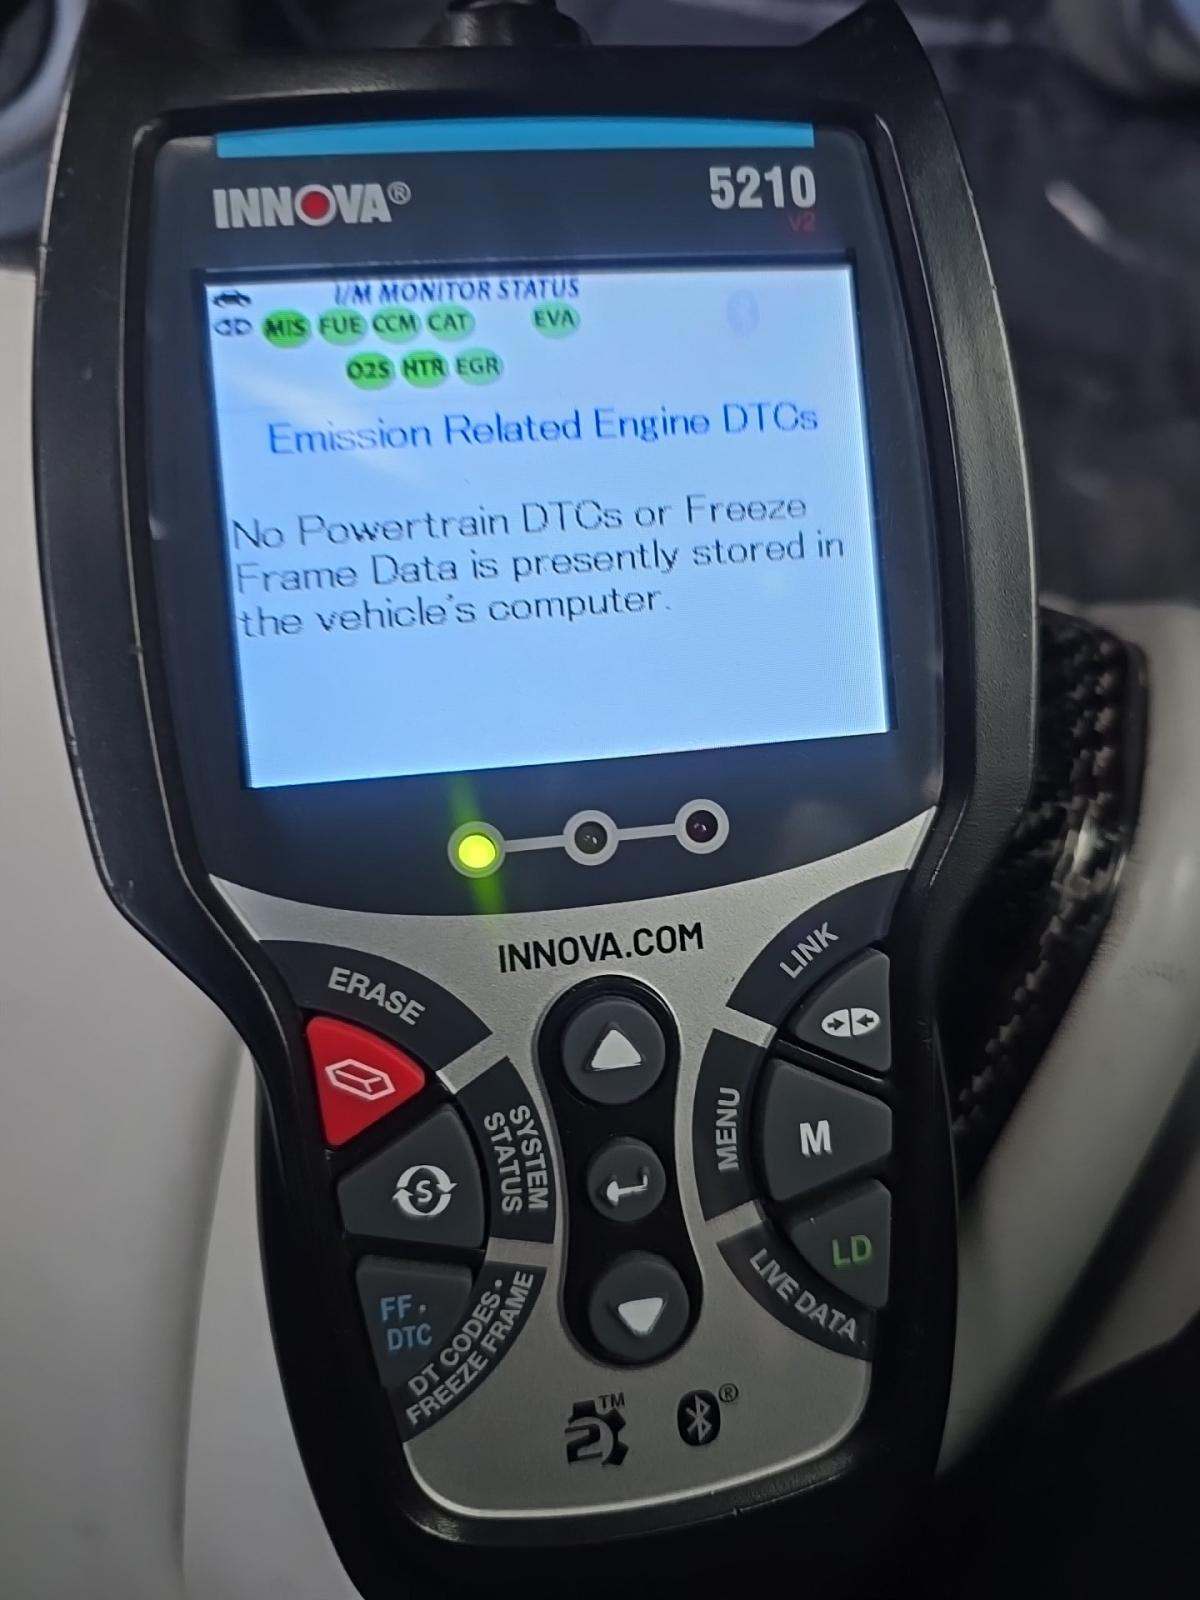 INNOVA®
5210
v2
I/M MONITOR STATUS
MIS FUE CCM CAT EVA
O2S HTR EGR
Emission Related Engine DTCs
No Powertrain DTCs or Freeze
Frame Data is presently stored in
the vehicle's computer.
INNOVA.COM
ERASE
LINK
S
SYSTEM
STATUS
MENU
M
FF·
DTC
DT CODES·
FREEZE FRAME
LD
LIVE DATA
2
TM
®